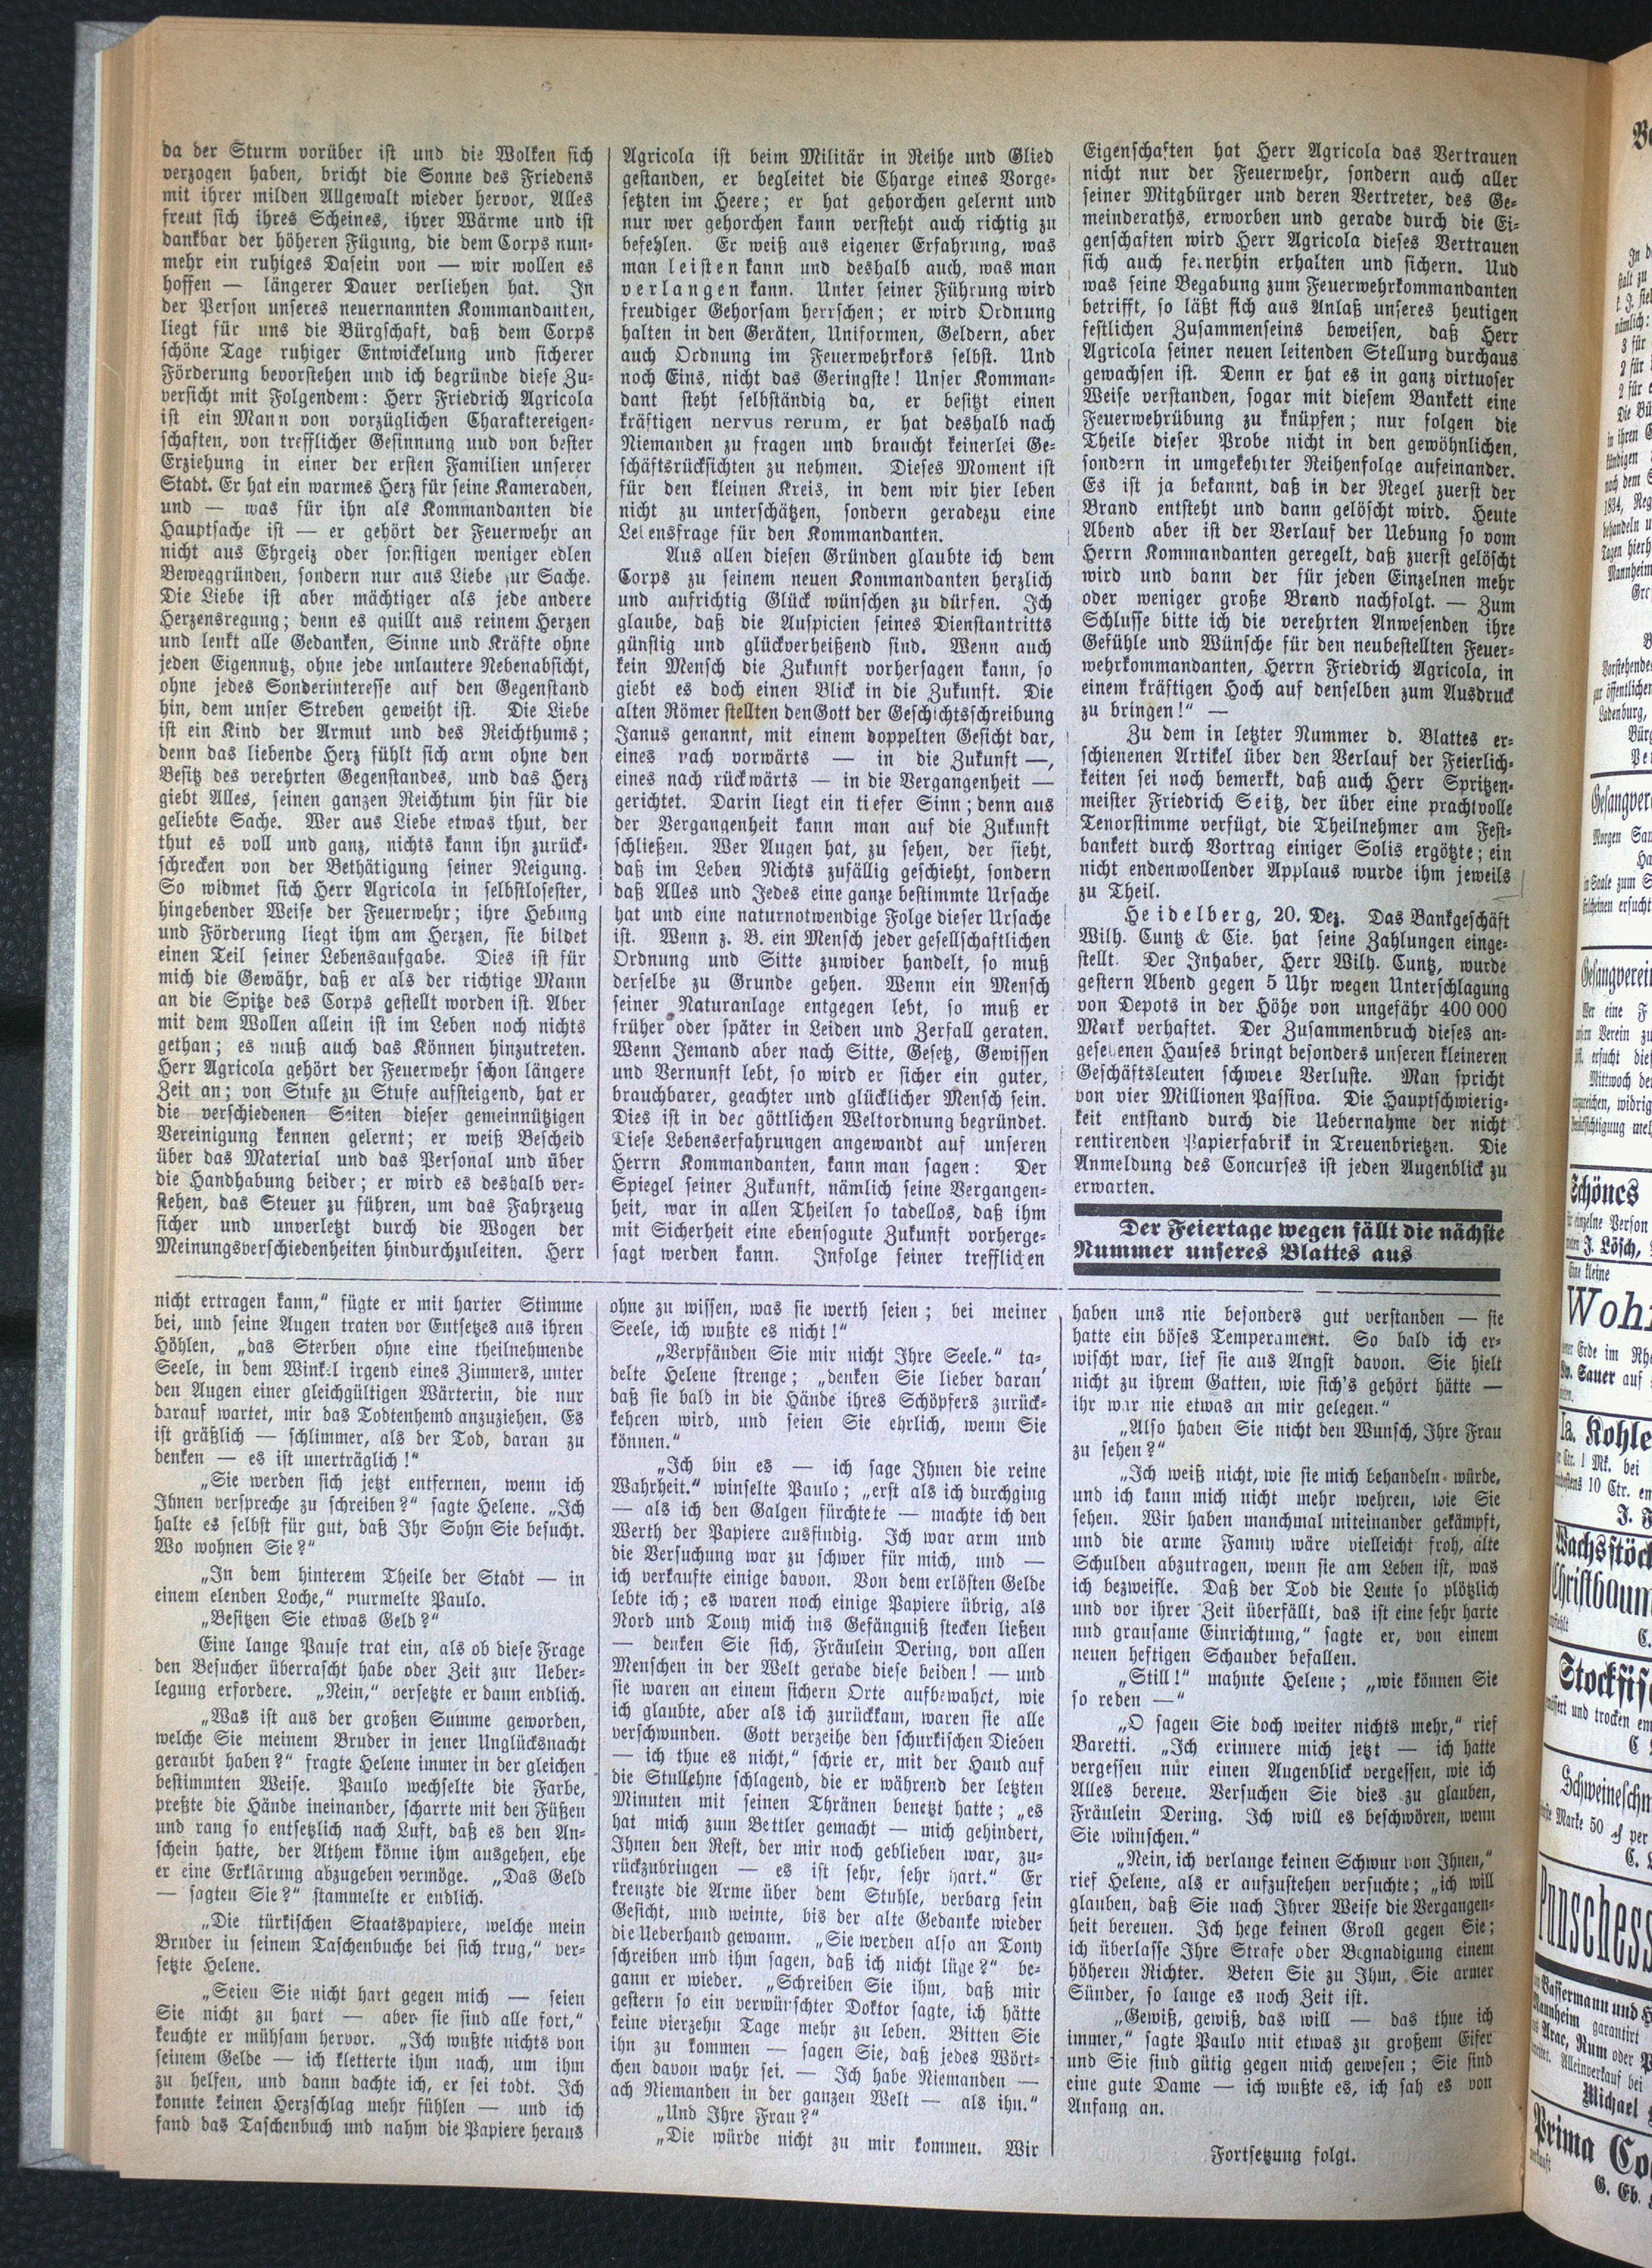 da der Sturm vorüber ist und die Wolken sich
verzogen haben, bricht die Sonne des Friedens
mit ihrer milden Allgewalt wieder hervor, Alles
freut sich ihres Scheines, ihrer Wärme und ist
dankbar der höheren Fügung, die dem Corps nun-
mehr ein ruhiges Dasein von — wir wollen es
hoffen — längerer Dauer verliehen hat. In
der Person unseres neuernannten Kommandanten,
liegt für uns die Bürgschaft, daß dem Corps
schöne Tage ruhiger Entwickelung und sicherer
Förderung bevorstehen und ich begründe diese Zu-
versicht mit Folgendem: Herr Friedrich Agricola
ist ein Mann von vorzüglichen Charaktereigen-
schaften, von trefflicher Gesinnung und von bester
Erziehung in einer der ersten Familien unserer
Stadt. Er hat ein warmes Herz für seine Kameraden,
und — was für ihn als Kommandanten die
Hauptsache ist — er gehört der Feuerwehr an
nicht aus Ehrgeiz oder sonstigen weniger edlen
Beweggründen, sondern nur aus Liebe zur Sache.
Die Liebe ist aber mächtiger als jede andere
Herzensregung; denn es quillt aus reinem Herzen
und lenkt alle Gedanken, Sinne und Kräfte ohne
jeden Eigennutz, ohne jede unlautere Nebenabsicht,
ohne jedes Sonderinteresse auf den Gegenstand
hin, dem unser Streben geweiht ist. Die Liebe
ist ein Kind der Armut und des Reichthums;
denn das liebende Herz fühlt sich arm ohne den
Besitz des verehrten Gegenstandes, und das Herz
giebt Alles, seinen ganzen Reichtum hin für die
geliebte Sache. Wer aus Liebe etwas thut, der
thut es voll und ganz, nichts kann ihn zurück-
schrecken von der Bethätigung seiner Neigung.
So widmet sich Herr Agricola in selbstlosester,
hingebender Weise der Feuerwehr; ihre Hebung
und Förderung liegt ihm am Herzen, sie bildet
einen Teil seiner Lebensaufgabe. Dies ist für
mich die Gewähr, daß er als der richtige Mann
an die Spitze des Corps gestellt worden ist. Aber
mit dem Wollen allein ist im Leben noch nichts
gethan; es muß auch das Können hinzutreten.
Herr Agricola gehört der Feuerwehr schon längere
Zeit an; von Stufe zu Stufe aufsteigend, hat er
die verschiedenen Seiten dieser gemeinnützigen
Vereinigung kennen gelernt; er weiß Bescheid
über das Material und das Personal und über
die Handhabung beider; er wird es deshalb ver-
stehen, das Steuer zu führen, um das Fahrzeug
sicher und unverletzt durch die Wogen der
Meinungsverschiedenheiten hindurchzuleiten. Herr
Agricola ist beim Militär in Reihe und Glied
gestanden, er begleitet die Charge eines Vorge-
setzten im Heere; er hat gehorchen gelernt und
nur wer gehorchen kann versteht auch richtig zu
befehlen. Er weiß aus eigener Erfahrung, was
man leisten kann und deshalb auch, was man
verlangen kann. Unter seiner Führung wird
freudiger Gehorsam herrschen; er wird Ordnung
halten in den Geräten, Uniformen, Geldern, aber
auch Ordnung im Feuerwehrkors selbst. Und
noch Eins, nicht das Geringste! Unser Komman-
dant steht selbständig da, er besitzt einen
kräftigen nervus rerum, er hat deshalb nach
Niemanden zu fragen und braucht keinerlei Ge-
schäftsrücksichten zu nehmen. Dieses Moment ist
für den kleinen Kreis, in dem wir hier leben
nicht zu unterschätzen, sondern geradezu eine
Lebensfrage für den Kommandanten.
Aus allen diesen Gründen glaubte ich dem
Corps zu seinem neuen Kommandanten herzlich
und aufrichtig Glück wünschen zu dürfen. Ich
glaube, daß die Auspicien seines Dienstantritts
günstig und glückverheißend sind. Wenn auch
kein Mensch die Zukunft vorhersagen kann, so
giebt es doch einen Blick in die Zukunft. Die
alten Römer stellten den Gott der Geschichtsschreibung
Janus genannt, mit einem doppelten Gesicht dar,
eines nach vorwärts — in die Zukunft —,
eines nach rückwärts — in die Vergangenheit —
gerichtet. Darin liegt ein tiefer Sinn; denn aus
der Vergangenheit kann man auf die Zukunft
schließen. Wer Augen hat, zu sehen, der sieht,
daß im Leben Nichts zufällig geschieht, sondern
daß Alles und Jedes eine ganze bestimmte Ursache
hat und eine naturnotwendige Folge dieser Ursache
ist. Wenn z. B. ein Mensch jeder gesellschaftlichen
Ordnung und Sitte zuwider handelt, so muß
derselbe zu Grunde gehen. Wenn ein Mensch
seiner Naturanlage entgegen lebt, so muß er
früher oder später in Leiden und Zerfall geraten.
Wenn Jemand aber nach Sitte, Gesetz, Gewissen
und Vernunft lebt, so wird er sicher ein guter,
brauchbarer, geachter und glücklicher Mensch sein.
Dies ist in der göttlichen Weltordnung begründet.
Diese Lebenserfahrungen angewandt auf unseren
Herrn Kommandanten, kann man sagen: Der
Spiegel seiner Zukunft, nämlich seine Vergangen-
heit, war in allen Theilen so tadellos, daß ihm
mit Sicherheit eine ebensogute Zukunft vorherge-
sagt werden kann. Infolge seiner trefflichen
Eigenschaften hat Herr Agricola das Vertrauen
nicht nur der Feuerwehr, sondern auch aller
seiner Mitgbürger und deren Vertreter, des Ge-
meinderaths, erworben und gerade durch die Ei-
genschaften wird Herr Agricola dieses Vertrauen
sich auch fernerhin erhalten und sichern. Und
was seine Begabung zum Feuerwehrkommandanten
betrifft, so läßt sich aus Anlaß unseres heutigen
festlichen Zusammenseins beweisen, daß Herr
Agricola seiner neuen leitenden Stellung durchaus
gewachsen ist. Denn er hat es in ganz virtuoser
Weise verstanden, sogar mit diesem Bankett eine
Feuerwehrübung zu knüpfen; nur folgen die
Theile dieser Probe nicht in den gewöhnlichen,
sondern in umgekehrter Reihenfolge aufeinander.
Es ist ja bekannt, daß in der Regel zuerst der
Brand entsteht und dann gelöscht wird. Heute
Abend aber ist der Verlauf der Uebung so vom
Herrn Kommandanten geregelt, daß zuerst gelöscht
wird und dann der für jeden Einzelnen mehr
oder weniger große Brand nachfolgt. — Zum
Schlusse bitte ich die verehrten Anwesenden ihre
Gefühle und Wünsche für den neubestellten Feuer-
wehrkommandanten, Herrn Friedrich Agricola, in
einem kräftigen Hoch auf denselben zum Ausdruck
zu bringen!“ —
Zu dem in letzter Nummer d. Blattes er-
schienenen Artikel über den Verlauf der Feierlich-
keiten sei noch bemerkt, daß auch Herr Spritzen-
meister Friedrich Seitz, der über eine prachtvolle
Tenorstimme verfügt, die Theilnehmer am Fest-
bankett durch Vortrag einiger Solis ergötzte; ein
nicht endenwollender Applaus wurde ihm jeweils
zu Theil.
Heidelberg, 20. Dez. Das Bankgeschäft
Wilh. Cuntz & Cie. hat seine Zahlungen einge-
stellt. Der Inhaber, Herr Wilh. Cuntz, wurde
gestern Abend gegen 5 Uhr wegen Unterschlagung
von Depots in der Höhe von ungefähr 400 000
Mark verhaftet. Der Zusammenbruch dieses an-
gesehenen Hauses bringt besonders unseren kleineren
Geschäftsleuten schwere Verluste. Man spricht
von vier Millionen Passiva. Die Hauptschwierig-
keit entstand durch die Uebernahme der nicht
rentirenden Papierfabrik in Treuenbrietzen. Die
Anmeldung des Concurses ist jeden Augenblick zu
erwarten.
Der Feiertage wegen fällt die nächste
Nummer unseres Blattes aus
nicht ertragen kann,“ fügte er mit harter Stimme
bei, und seine Augen traten vor Entsetzes aus ihren
Höhlen, „das Sterben ohne eine theilnehmende
Seele, in dem Winkel irgend eines Zimmers, unter
den Augen einer gleichgültigen Wärterin, die nur
darauf wartet, mir das Todtenhemd anzuziehen. Es
ist gräßlich — schlimmer, als der Tod, daran zu
denken — es ist unerträglich!“
„Sie werden sich jetzt entfernen, wenn ich
Ihnen verspreche zu schreiben?“ sagte Helene. „Ich
halte es selbst für gut, daß Ihr Sohn Sie besucht.
Wo wohnen Sie?“
„In dem hinterem Theile der Stadt — in
einem elenden Loche,“ murmelte Paulo.
„Besitzen Sie etwas Geld?“
Eine lange Pause trat ein, als ob diese Frage
den Besucher überrascht habe oder Zeit zur Ueber-
legung erfordere. „Nein,“ versetzte er dann endlich.
„Was ist aus der großen Summe geworden,
welche Sie meinem Bruder in jener Unglücksnacht
geraubt haben?“ fragte Helene immer in der gleichen
bestimmten Weise. Paulo wechselte die Farbe,
preßte die Hände ineinander, scharrte mit den Füßen
und rang so entsetzlich nach Luft, daß es den An-
schein hatte, der Athem könne ihm ausgehen, ehe
er eine Erklärung abzugeben vermöge. „Das Geld
— sagten Sie?“ stammelte er endlich.
„Die türkischen Staatspapiere, welche mein
Bruder in seinem Taschenbuche bei sich trug,“ ver-
setzte Helene.
„Seien Sie nicht hart gegen mich — seien
Sie nicht zu hart — aber sie sind alle fort,“
keuchte er mühsam hervor. „Ich wußte nichts von
seinem Gelde — ich kletterte ihm nach, um ihm
zu helfen, und dann dachte ich, er sei todt. Ich
konnte keinen Herzschlag mehr fühlen — und ich
fand das Taschenbuch und nahm die Papiere heraus
ohne zu wissen, was sie werth seien; bei meiner
Seele, ich wußte es nicht!“
„Verpfänden Sie mir nicht Ihre Seele.“ ta-
delte Helene strenge; „denken Sie lieber daran,
daß sie bald in die Hände ihres Schöpfers zurück-
kehren wird, und seien Sie ehrlich, wenn Sie
können.“
„Ich bin es — ich sage Ihnen die reine
Wahrheit.“ winselte Paulo; „erst als ich durchging
— als ich den Galgen fürchtete — machte ich den
Werth der Papiere ausfindig. Ich war arm und
die Versuchung war zu schwer für mich, und —
ich verkaufte einige davon. Von dem erlösten Gelde
lebte ich; es waren noch einige Papiere übrig, als
Nord und Tony mich ins Gefängniß stecken ließen
— denken Sie sich, Fräulein Dering, von allen
Menschen in der Welt gerade diese beiden! — und
sie waren an einem sichern Orte aufbewahrt, wie
ich glaubte, aber als ich zurückkam, waren sie alle
verschwunden. Gott verzeihe den schurkischen Dieben
— ich thue es nicht,“ schrie er, mit der Hand auf
die Stullehne schlagend, die er während der letzten
Minuten mit seinen Thränen benetzt hatte; „es
hat mich zum Bettler gemacht — mich gehindert,
Ihnen den Rest, der mir noch geblieben war, zu-
rückzubringen — es ist sehr, sehr hart.“ Er
kreuzte die Arme über dem Stuhle, verbarg sein
Gesicht, und weinte, bis der alte Gedanke wieder
die Ueberhand gewann. „Sie werden also an Tony
schreiben und ihm sagen, daß ich nicht lüge?“ be-
gann er wieder. „Schreiben Sie ihm, daß mir
gestern so ein verwünschter Doktor sagte, ich hätte
keine vierzehn Tage mehr zu leben. Bitten Sie
ihn zu kommen — sagen Sie, daß jedes Wört-
chen davon wahr sei. — Ich habe Niemanden —
ach Niemanden in der ganzen Welt — als ihn.“
„Und Ihre Frau?“
„Die würde nicht zu mir kommen. Wir
haben uns nie besonders gut verstanden — sie
hatte ein böses Temperament. So bald ich er-
wischt war, lief sie aus Angst davon. Sie hielt
nicht zu ihrem Gatten, wie sich's gehört hätte —
ihr war nie etwas an mir gelegen.“
„Also haben Sie nicht den Wunsch, Ihre Frau
zu sehen?“
„Ich weiß nicht, wie sie mich behandeln würde,
und ich kann mich nicht mehr wehren, wie Sie
sehen. Wir haben manchmal miteinander gekämpft,
und die arme Fanny wäre vielleicht froh, alte
Schulden abzutragen, wenn sie am Leben ist, was
ich bezweifle. Daß der Tod die Leute so plötzlich
und vor ihrer Zeit überfällt, das ist eine sehr harte
und grausame Einrichtung,“ sagte er, von einem
neuen heftigen Schauder befallen.
„Still!“ mahnte Helene; „wie können Sie
so reden —“
„O sagen Sie doch weiter nichts mehr,“ rief
Baretti. „Ich erinnere mich jetzt — ich hatte
vergessen nur einen Augenblick vergessen, wie ich
Alles bereue. Versuchen Sie dies zu glauben,
Fräulein Dering. Ich will es beschwören, wenn
Sie wünschen.“
„Nein, ich verlange keinen Schwur von Ihnen,“
rief Helene, als er aufzustehen versuchte; „ich will
glauben, daß Sie nach Ihrer Weise die Vergangen-
heit bereuen. Ich hege keinen Groll gegen Sie;
ich überlasse Ihre Strafe oder Begnadigung einem
höheren Richter. Beten Sie zu Ihm, Sie armer
Sünder, so lange es noch Zeit ist.
„Gewiß, gewiß, das will — das thue ich
immer,“ sagte Paulo mit etwas zu großem Eifer
und Sie sind gütig gegen mich gewesen; Sie sind
eine gute Dame — ich wußte es, ich sah es von
Anfang an.
Fortsetzung folgt.